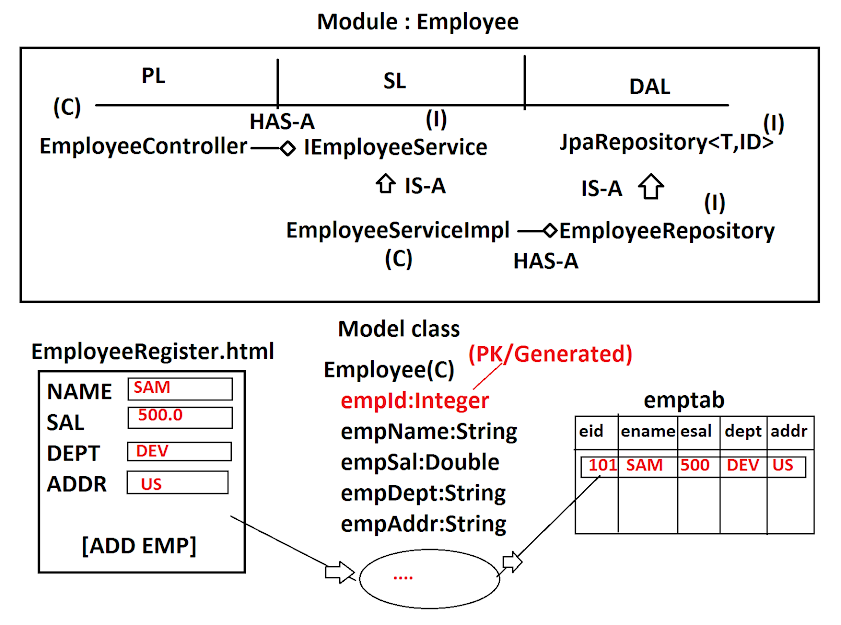 Module : Employee
PL
SL
DAL
(C)
HAS-A
(I)
(I)
EmployeeController
IEmployeeService
JpaRepository<T,ID>
IS-A
IS-A
(I)
EmployeeServiceImpl
EmployeeRepository
(C)
HAS-A
Model class
EmployeeRegister.html
(PK/Generated)
Employee(C)
NAME SAM
SAL 500.0
DEPT DEV
ADDR US
[ADD EMP]
empId:Integer
empName:String
empSal:Double
empDept:String
empAddr:String
....
emptab
eid ename esal dept addr
101 SAM 500 DEV US